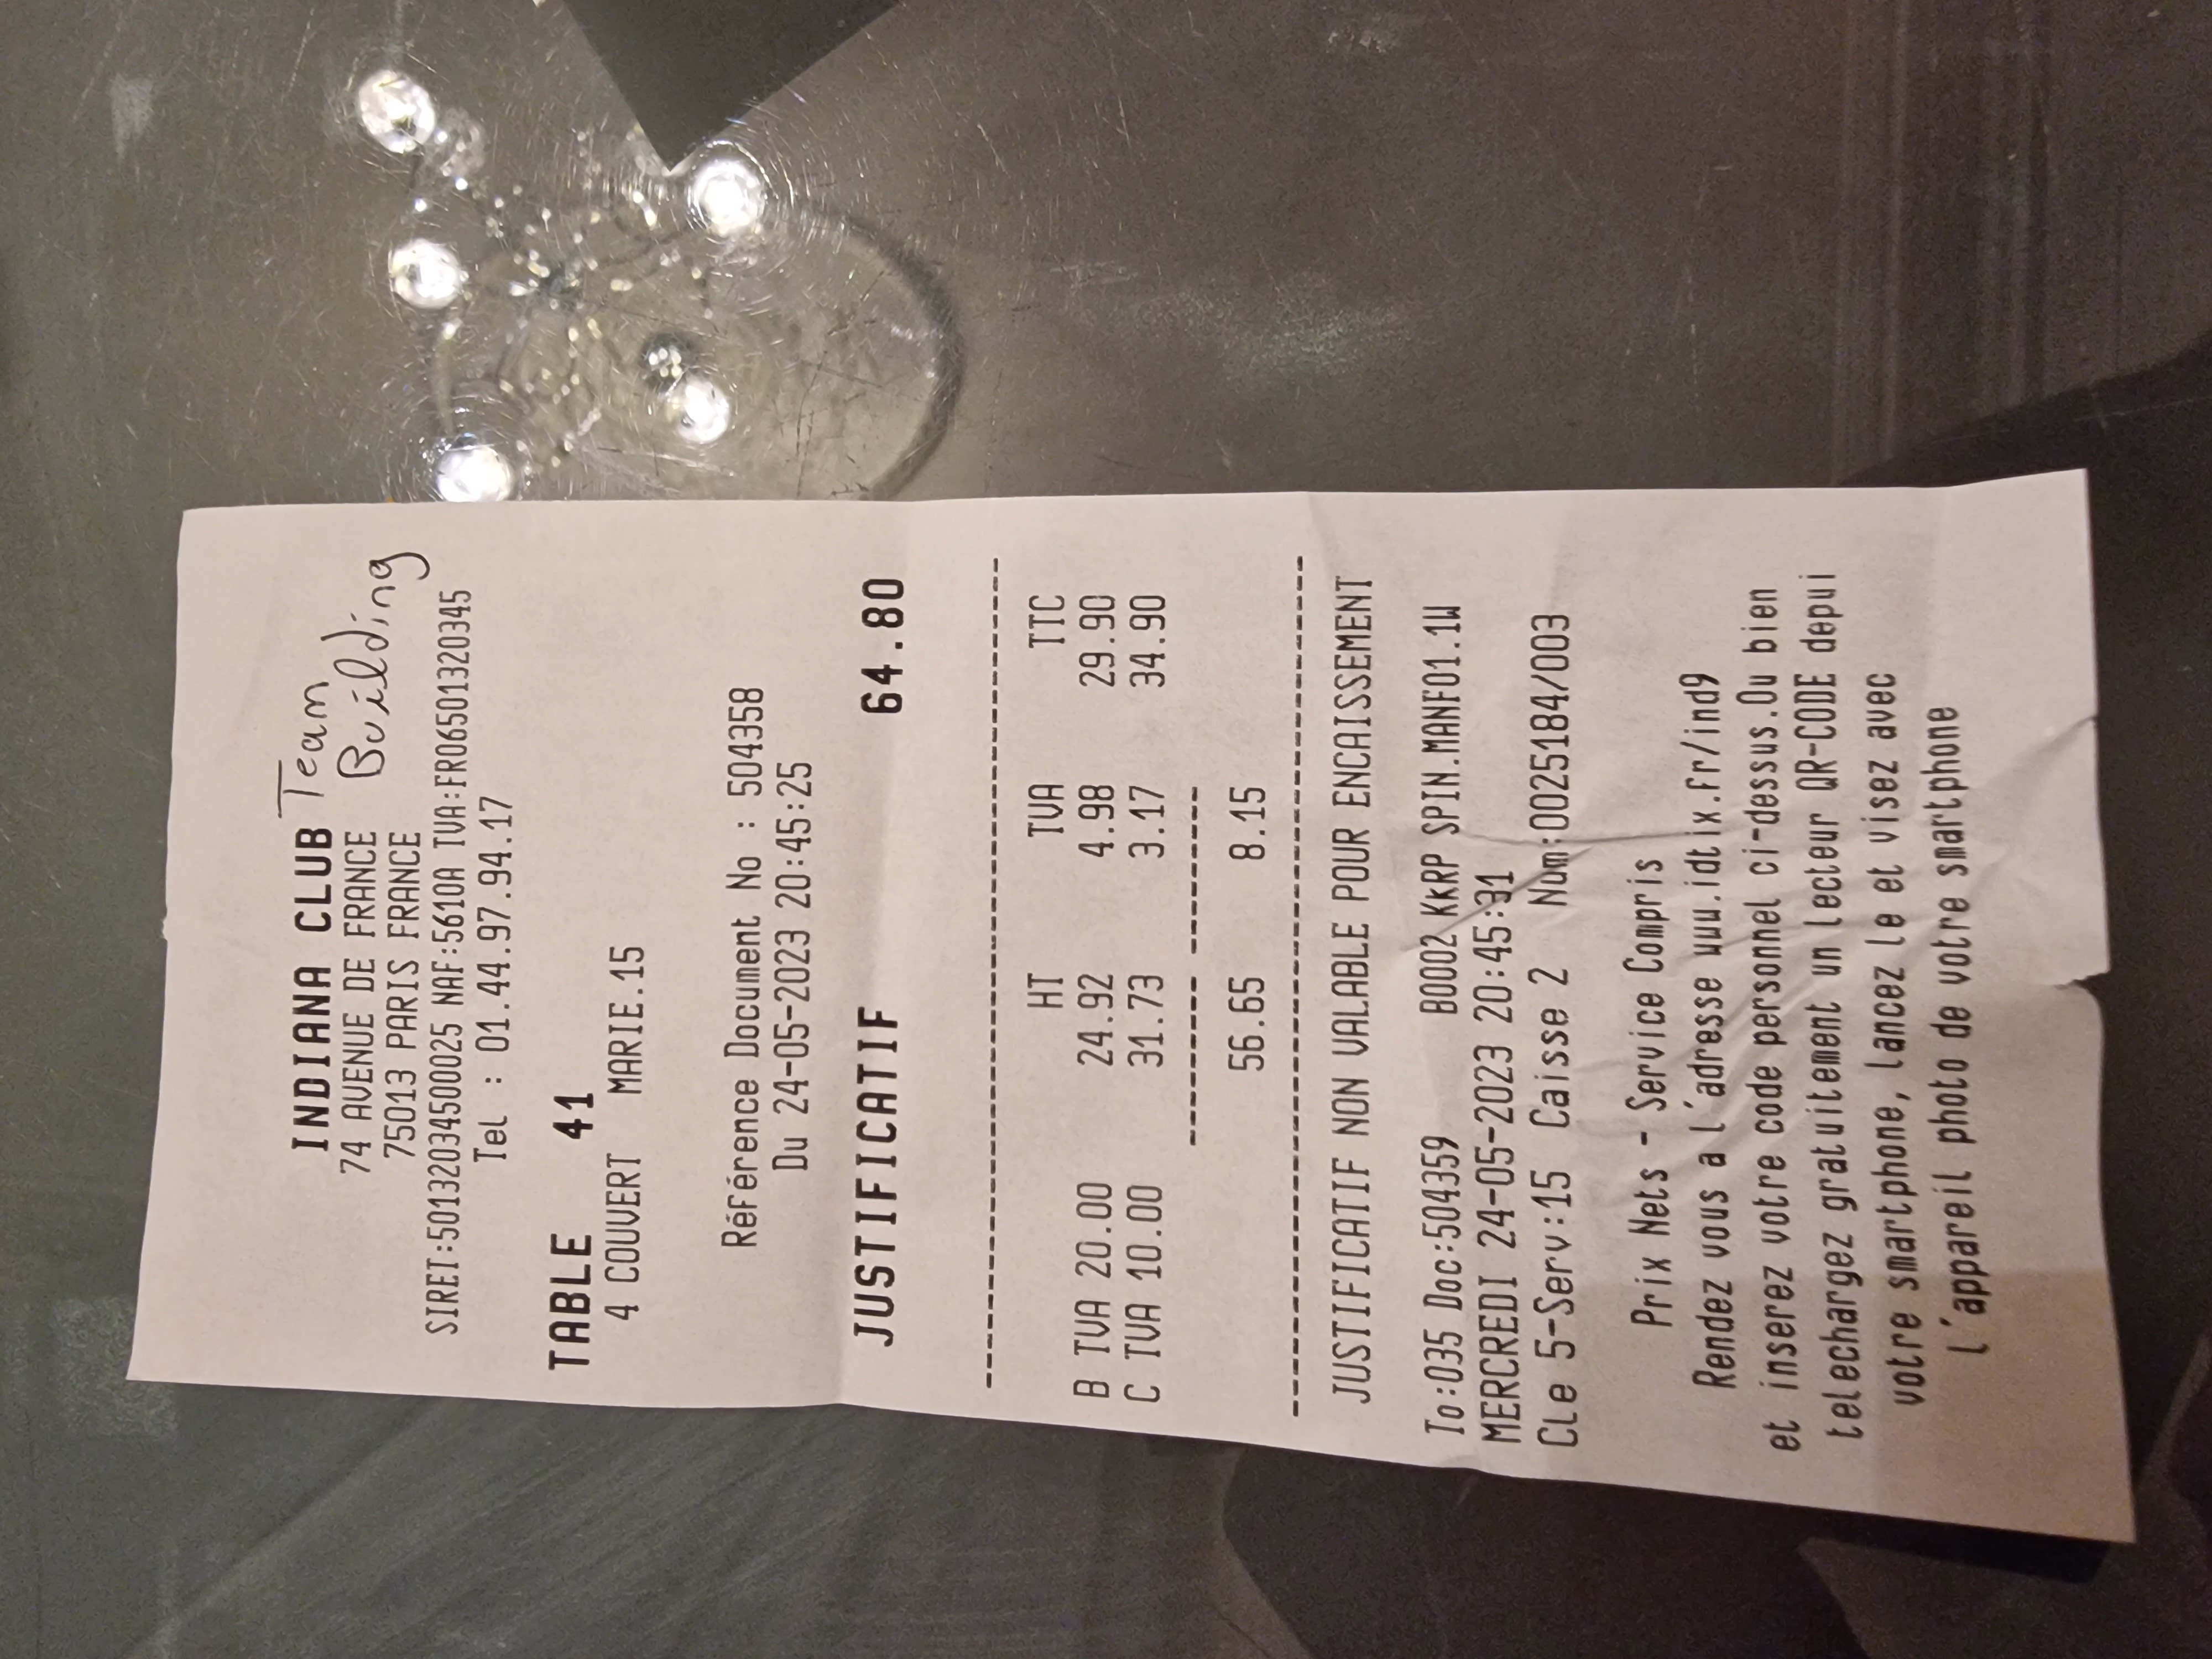 INDIANA CLUB Team
Building
74 AVENUE DE FRANCE
75013 PARIS FRANCE
SIRET:50132034500025 NAF:5610A TVA:FR06501320345
Tel : 01.44.97.94.17
TABLE 41
4 COUVERT MARIE.15
Référence Document No : 504358
Du 24-05-2023 20:45:25
JUSTIFICATIF 64.80
HT TVA TTC
B TVA 20.00 24.92 4.98 29.90
C TVA 10.00 31.73 3.17 34.90
56.65 8.15
JUSTIFICATIF NON VALABLE POUR ENCAISSEMENT
To:035 Doc:504359 B0002 KKRP SPIN.MANF01.1W
MERCREDI 24-05-2023 20:45:31
Cle 5-Serv:15 Caisse 2 Num:0025184/003
Prix Nets - Service Compris
Rendez vous a l'adresse www.idtix.fr/ind9
et inserez votre code personnel ci-dessus.Ou bien
telechargez gratuitement un lecteur QR-CODE depui
votre smartphone, lancez le et visez avec
l'appareil photo de votre smartphone